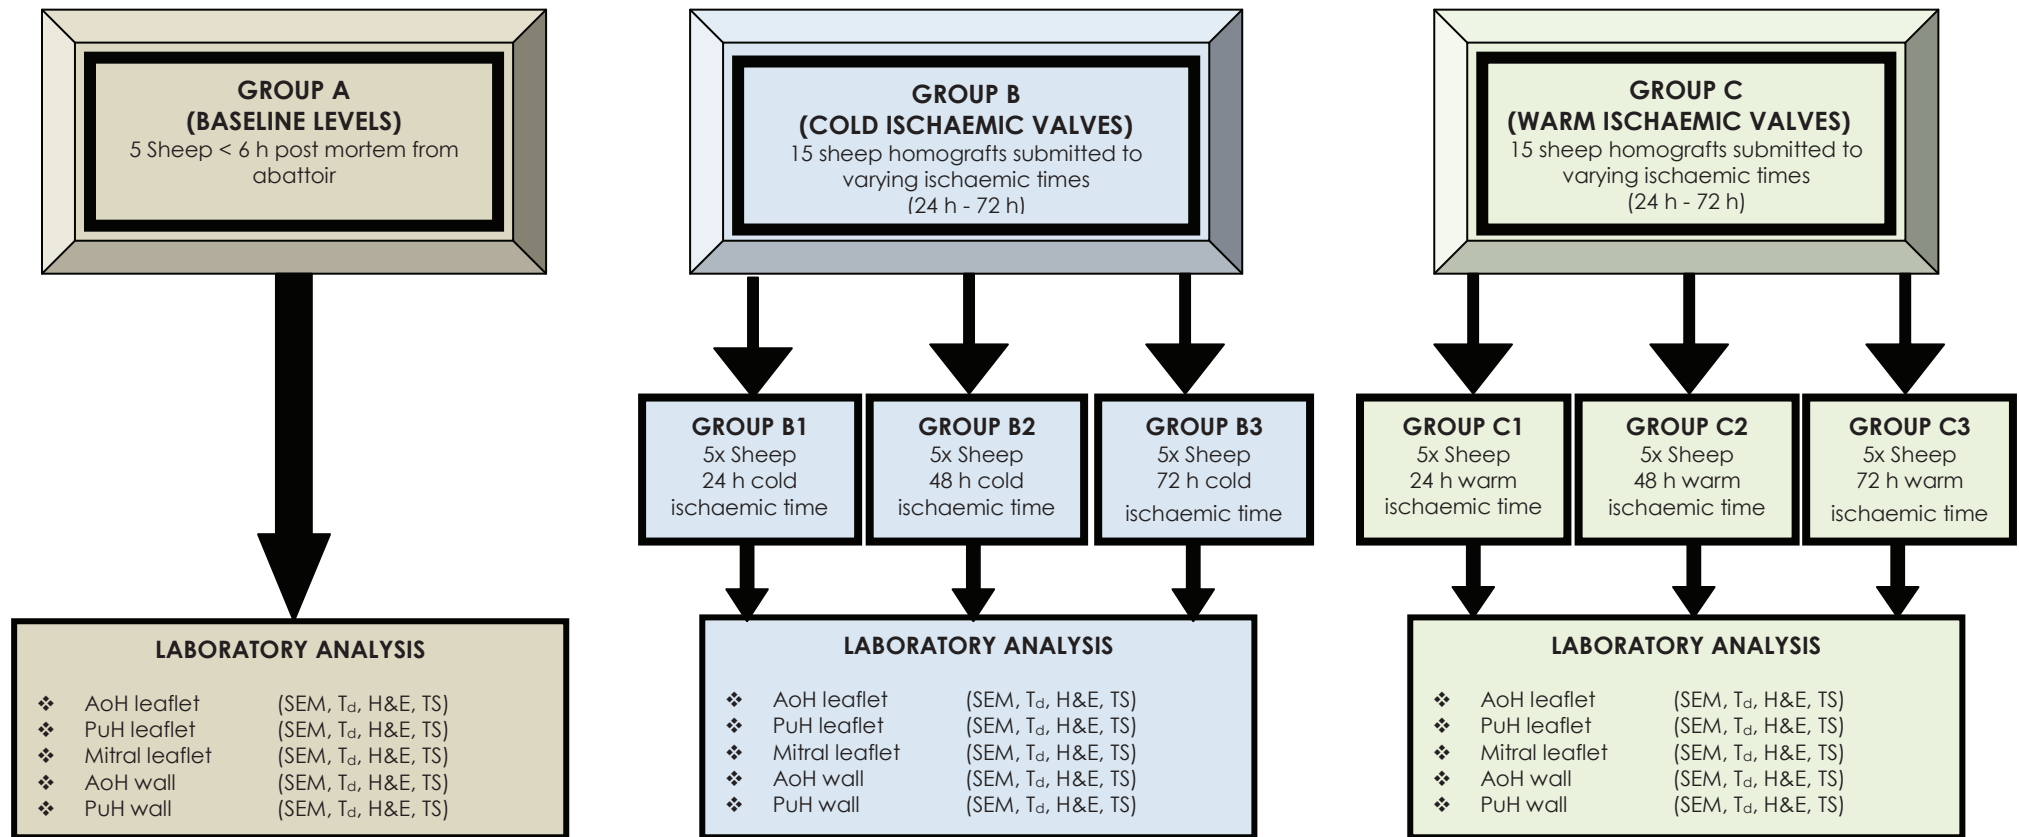 GROUP A
(BASELINE LEVELS)
5 Sheep < 6 h post mortem from
abattoir
GROUP B
(COLD ISCHAEMIC VALVES)
15 sheep homografts submitted to
varying ischaemic times
(24 h - 72 h)
GROUP C
(WARM ISCHAEMIC VALVES)
15 sheep homografts submitted to
varying ischaemic times
(24 h - 72 h)
GROUP B1
5x Sheep
24 h cold
ischaemic time
GROUP B2
5x Sheep
48 h cold
ischaemic time
GROUP B3
5x Sheep
72 h cold
ischaemic time
GROUP C1
5x Sheep
24 h warm
ischaemic time
GROUP C2
5x Sheep
48 h warm
ischaemic time
GROUP C3
5x Sheep
72 h warm
ischaemic time
LABORATORY ANALYSIS
❖ AoH leaflet (SEM, Td, H&E, TS)
❖ PuH leaflet (SEM, Td, H&E, TS)
❖ Mitral leaflet (SEM, Td, H&E, TS)
❖ AoH wall (SEM, Td, H&E, TS)
❖ PuH wall (SEM, Td, H&E, TS)
LABORATORY ANALYSIS
❖ AoH leaflet (SEM, Td, H&E, TS)
❖ PuH leaflet (SEM, Td, H&E, TS)
❖ Mitral leaflet (SEM, Td, H&E, TS)
❖ AoH wall (SEM, Td, H&E, TS)
❖ PuH wall (SEM, Td, H&E, TS)
LABORATORY ANALYSIS
❖ AoH leaflet (SEM, Td, H&E, TS)
❖ PuH leaflet (SEM, Td, H&E, TS)
❖ Mitral leaflet (SEM, Td, H&E, TS)
❖ AoH wall (SEM, Td, H&E, TS)
❖ PuH wall (SEM, Td, H&E, TS)